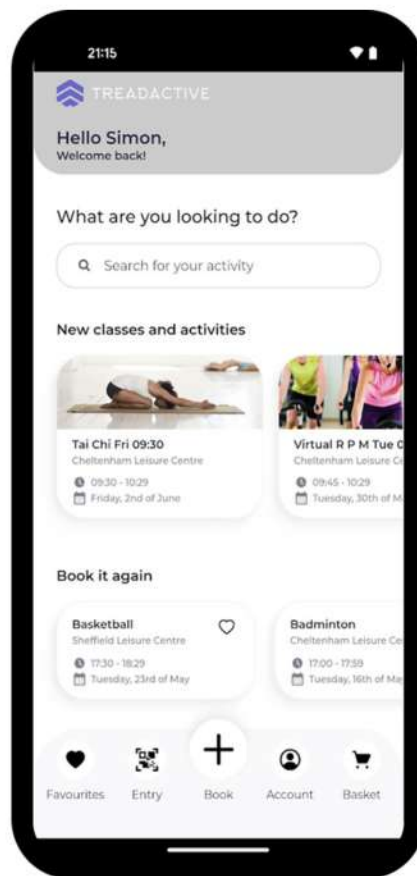 21:15
TREADACTIVE
Hello Simon,
Welcome back!
What are you looking to do?
Search for your activity
New classes and activities
Tai Chi Fri 09:30
Cheltenham Leisure Centre
09:30 - 10:29
Friday, 2nd of June
Virtual R P M Tue 0
Cheltenham Leisure Ce
09:45 - 10:29
Tuesday, 30th of M
Book it again
Basketball
Sheffield Leisure Centre
17:30 - 18:29
Tuesday, 23rd of May
Badminton
Cheltenham Leisure Ce
17:00 - 17:59
Tuesday, 16th of May
Favourites Entry Book Account Basket